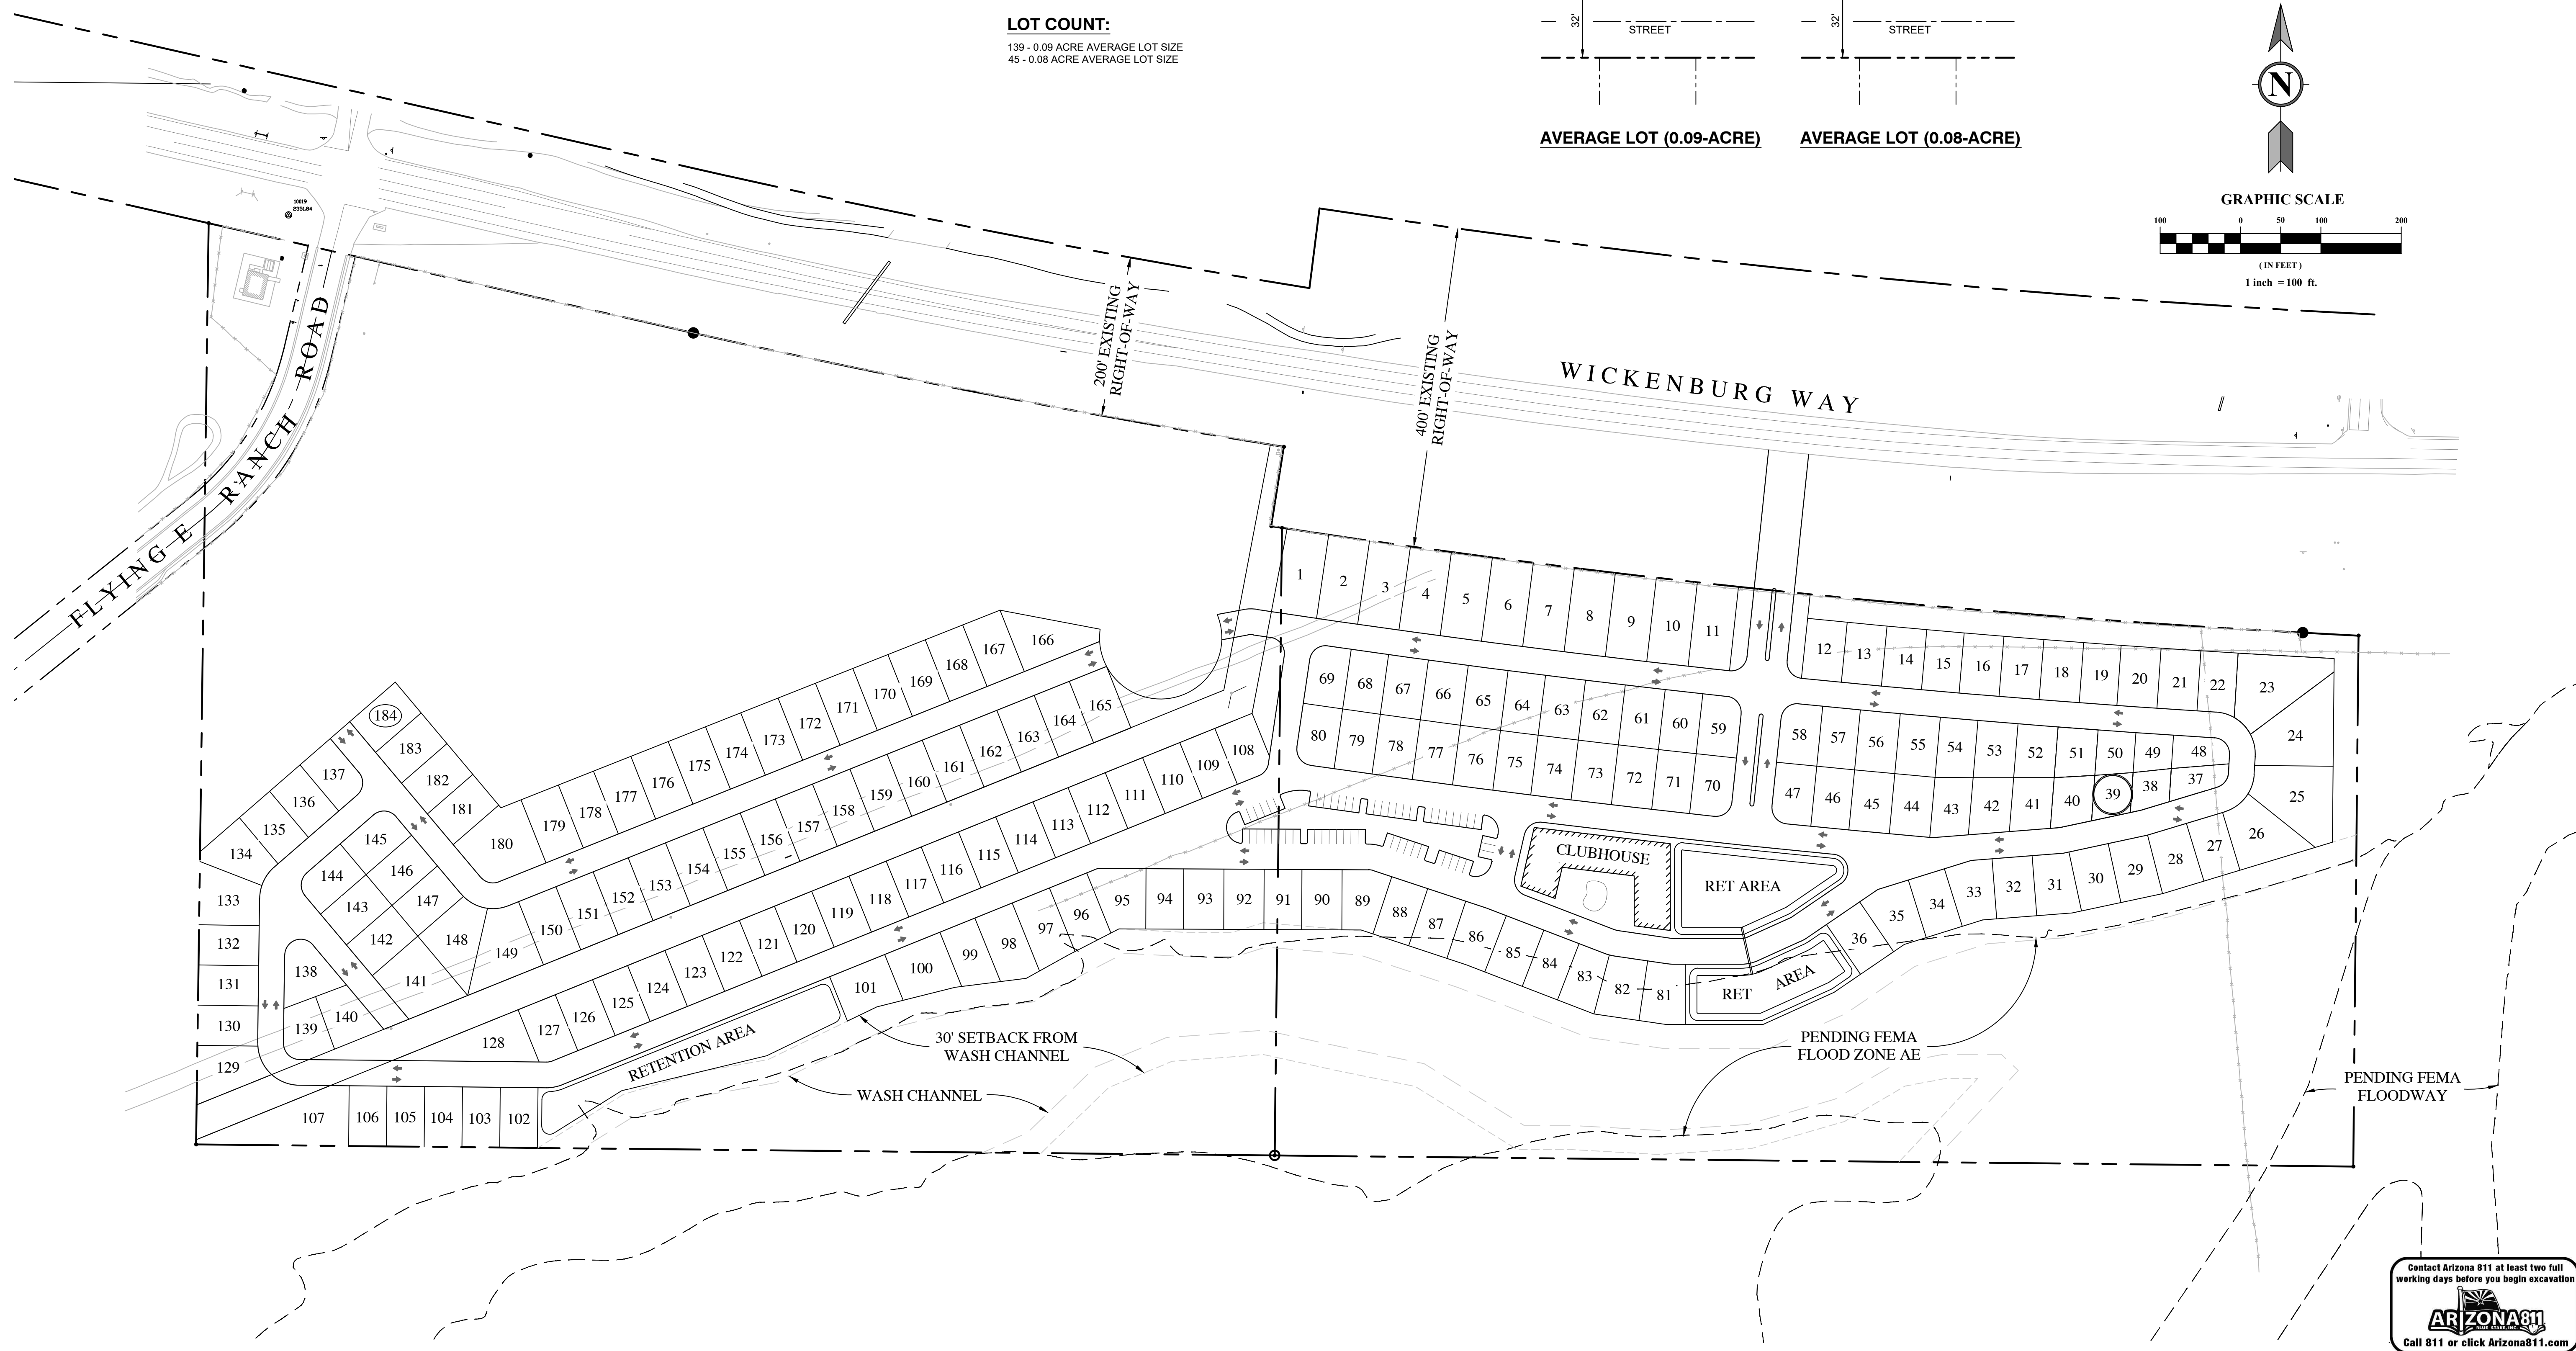 LOT COUNT:
139 - 0.09 ACRE AVERAGE LOT SIZE
45 - 0.08 ACRE AVERAGE LOT SIZE
32'
STREET
AVERAGE LOT (0.09-ACRE)
32'
STREET
AVERAGE LOT (0.08-ACRE)
N
GRAPHIC SCALE
100 0 50 100 200
( IN FEET )
1 inch = 100 ft.
10019
2351.84
FLYING E RANCH ROAD
200' EXISTING
RIGHT-OF-WAY
400' EXISTING
RIGHT-OF-WAY
WICKENBURG WAY
1 2 3 4 5 6 7 8 9 10 11
12 13 14 15 16 17 18 19 20 21 22 23
24
25
69 68 67 66 65 64 63 62 61 60 59
80 79 78 77 76 75 74 73 72 71 70
58 57 56 55 54 53 52 51 50 49 48
47 46 45 44 43 42 41 40 39 38 37
36 35 34 33 32 31 30 29 28 27 26
166
167
168
169
170
171
172
173
174
175
176
177
178
179
180
181
182
183
184
165
164
163
162
161
160
159
158
157
156
155
154
153
152
151
150
149
148
147
146
145
144
143
142
141
140
139
138
137
136
135
134
133
132
131
130
129
108
109
110
111
112
113
114
115
116
117
118
119
120
121
122
123
124
125
126
127
128
CLUBHOUSE
RET AREA
RET AREA
95 94 93 92 91 90 89 88 87 86 85 84 83 82 81
96
97
98
99
100
101
RETENTION AREA
107 106 105 104 103 102
30' SETBACK FROM
WASH CHANNEL
WASH CHANNEL
PENDING FEMA
FLOOD ZONE AE
PENDING FEMA
FLOODWAY
Contact Arizona 811 at least two full
working days before you begin excavation
ARIZONA811
BLUE STAKE, INC.
Call 811 or click Arizona811.com